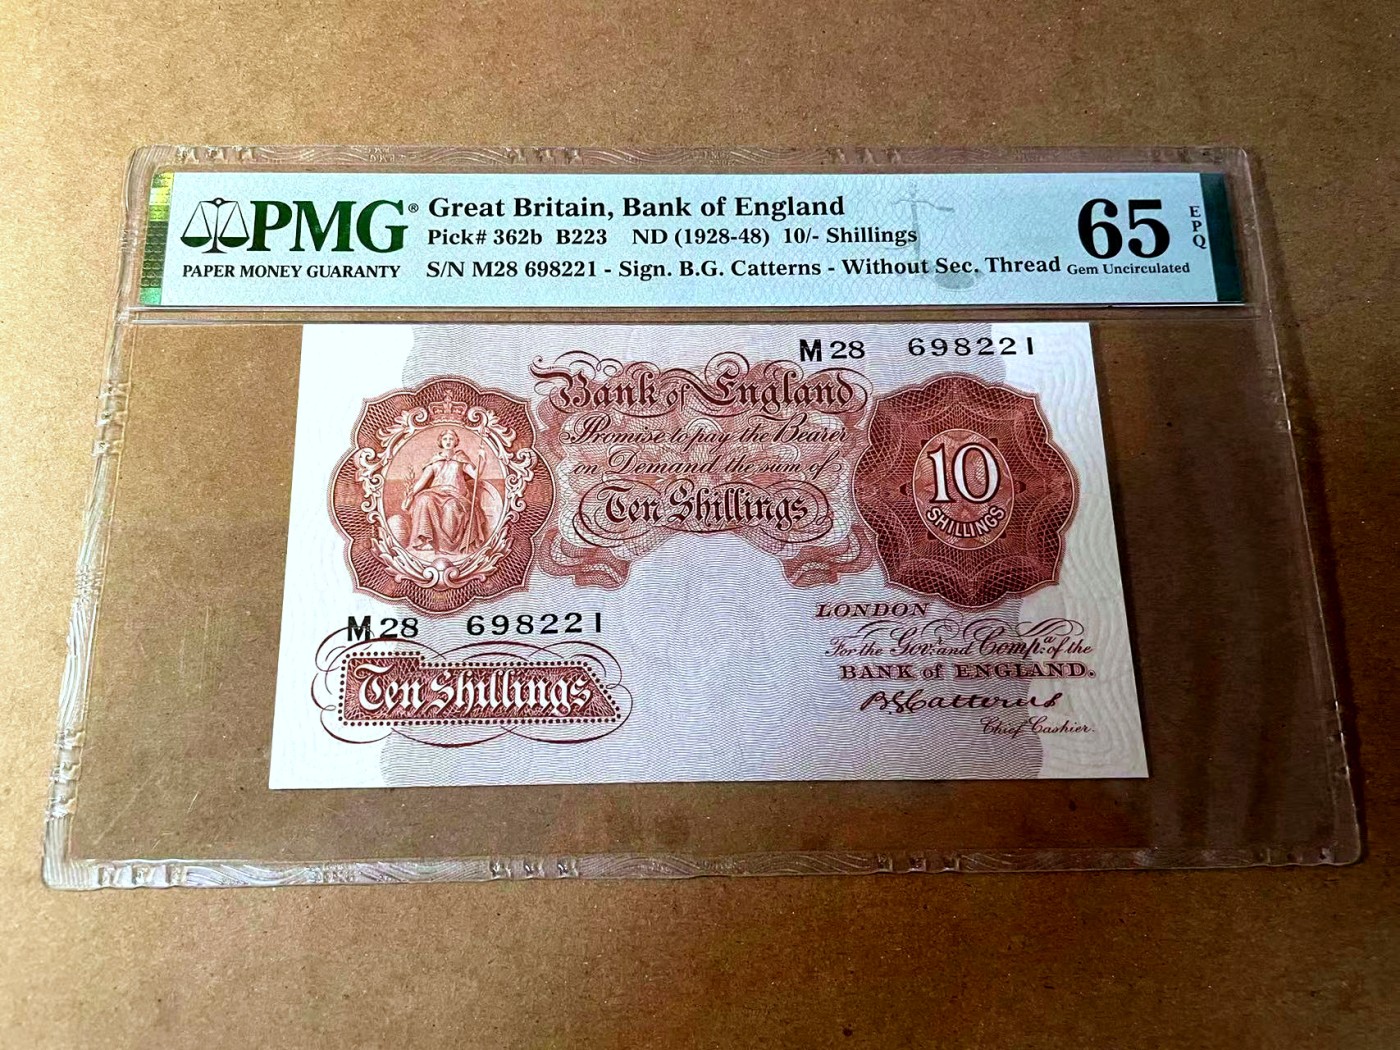 PMG®
PAPER MONEY GUARANTY
Great Britain, Bank of England
Pick# 362b B223 ND (1928-48) 10/- Shillings
S/N M28 698221 - Sign. B.G. Catterns - Without Sec. Thread
65
EPQ
Gem Uncirculated
M28 698221
Bank of England
Promise to pay the Bearer
on Demand the sum of
Ten Shillings
10
SHILLINGS
M28 698221
Ten Shillings
LONDON
For the Govr. and Compa. of the
BANK of ENGLAND.
B G Catterns
Chief Cashier.